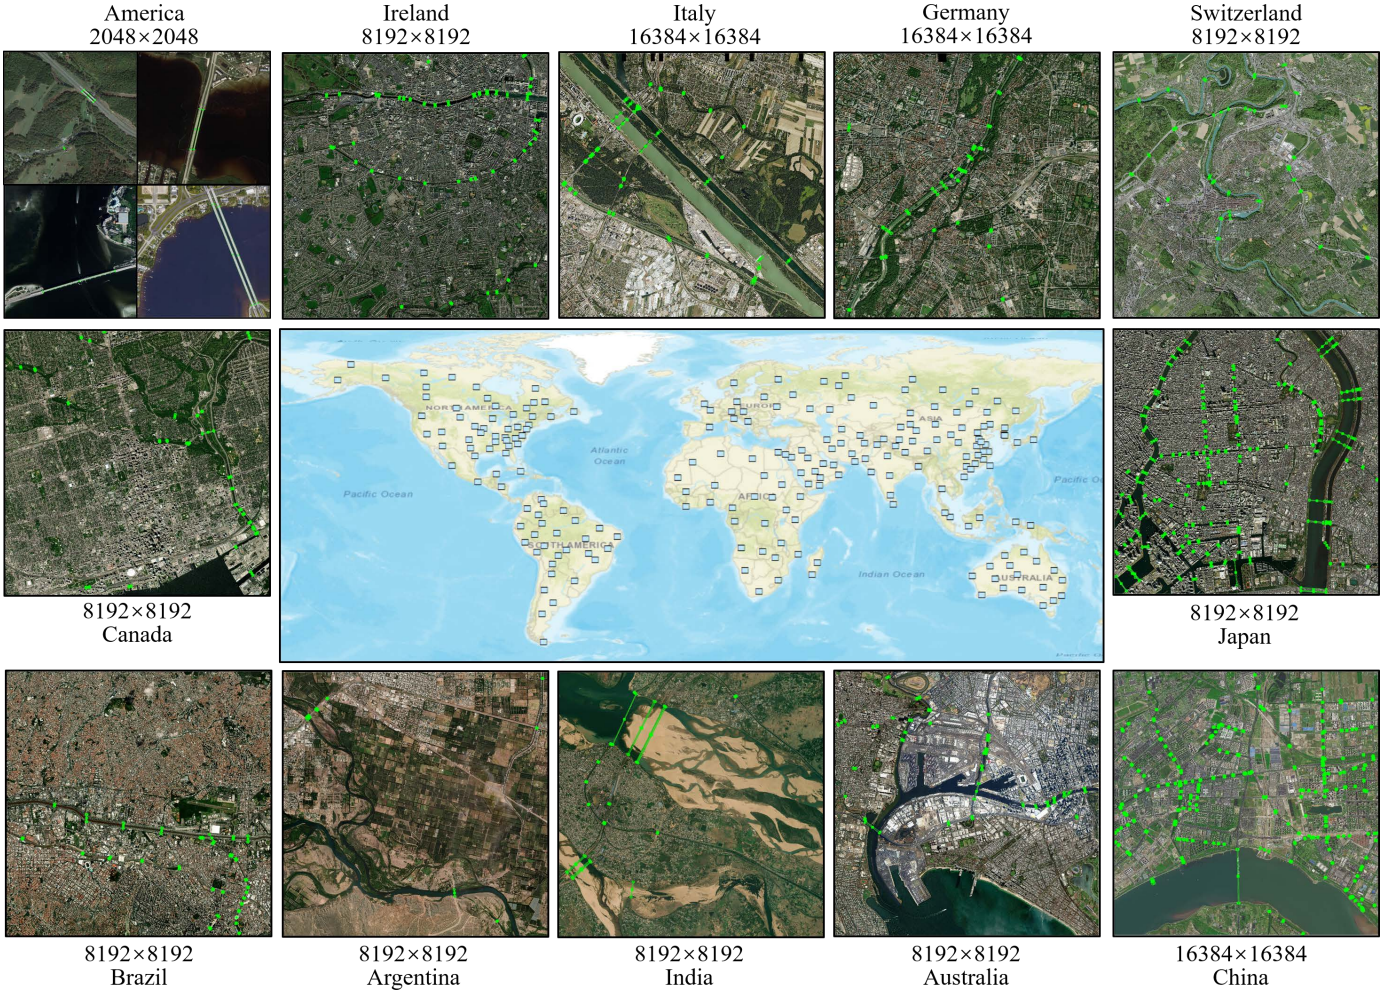 America
2048×2048
Ireland
8192×8192
Italy
16384×16384
Germany
16384×16384
Switzerland
8192×8192
NORTH AMERICA
EUROPE
ASIA
Atlantic
Ocean
Pacific Ocean
Pacific
AFRICA
SOUTH AMERICA
Indian Ocean
AUSTRALIA
8192×8192
Canada
8192×8192
Japan
8192×8192
Brazil
8192×8192
Argentina
8192×8192
India
8192×8192
Australia
16384×16384
China